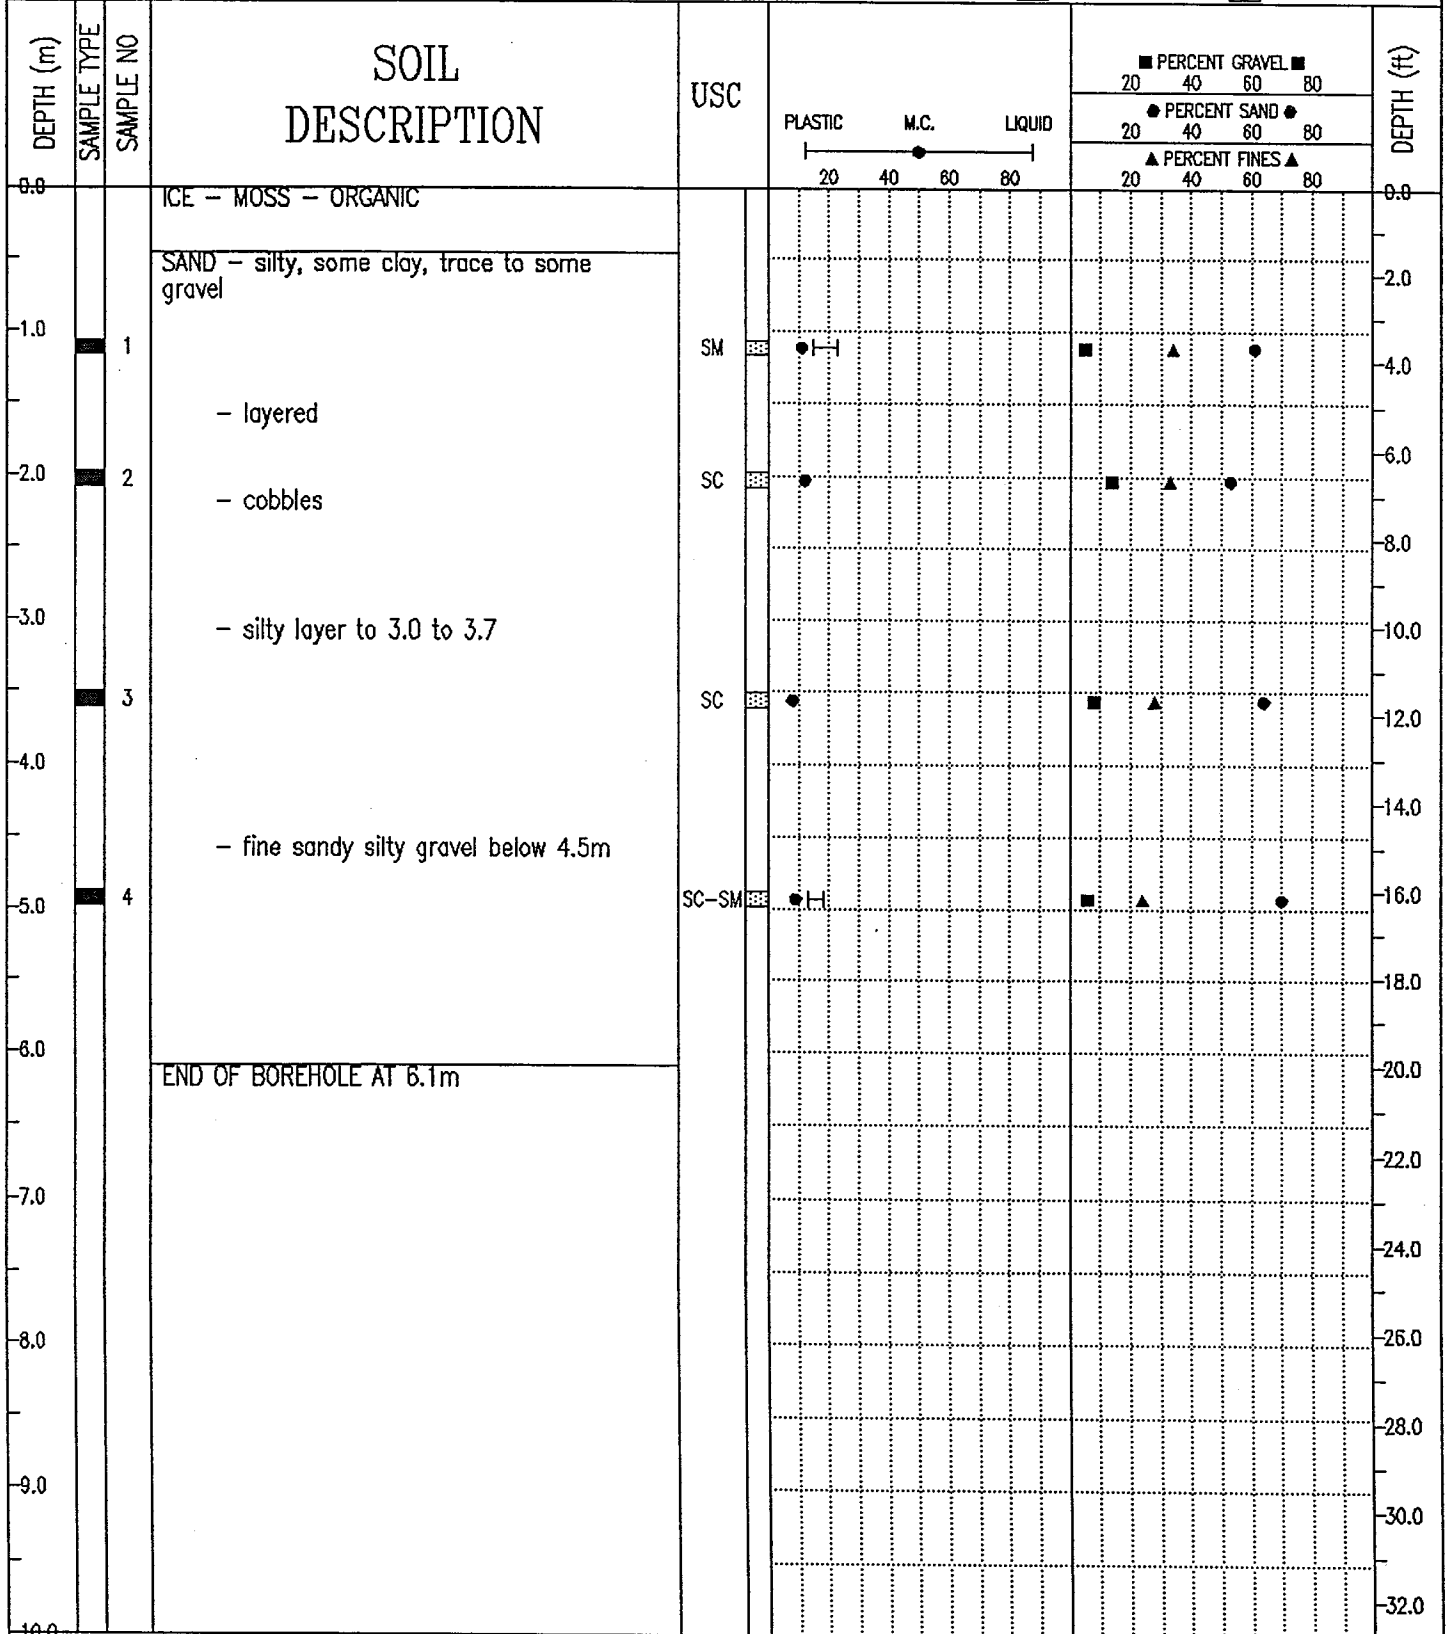 DEPTH (m)
SAMPLE TYPE
SAMPLE NO
SOIL
DESCRIPTION
USC
PLASTIC M.C. LIQUID
20 40 60 80
■ PERCENT GRAVEL ■
20 40 60 80
● PERCENT SAND ●
20 40 60 80
▲ PERCENT FINES ▲
20 40 60 80
DEPTH (ft)
0.0
ICE – MOSS – ORGANIC
0.0
SAND – silty, some clay, trace to some
gravel
2.0
1.0
1
SM
4.0
– layered
6.0
2.0
2
SC
– cobbles
8.0
3.0
– silty layer to 3.0 to 3.7
10.0
3
SC
12.0
4.0
14.0
– fine sandy silty gravel below 4.5m
4
SC-SM
16.0
5.0
18.0
6.0
20.0
END OF BOREHOLE AT 6.1m
22.0
7.0
24.0
8.0
26.0
28.0
9.0
30.0
32.0
10.0